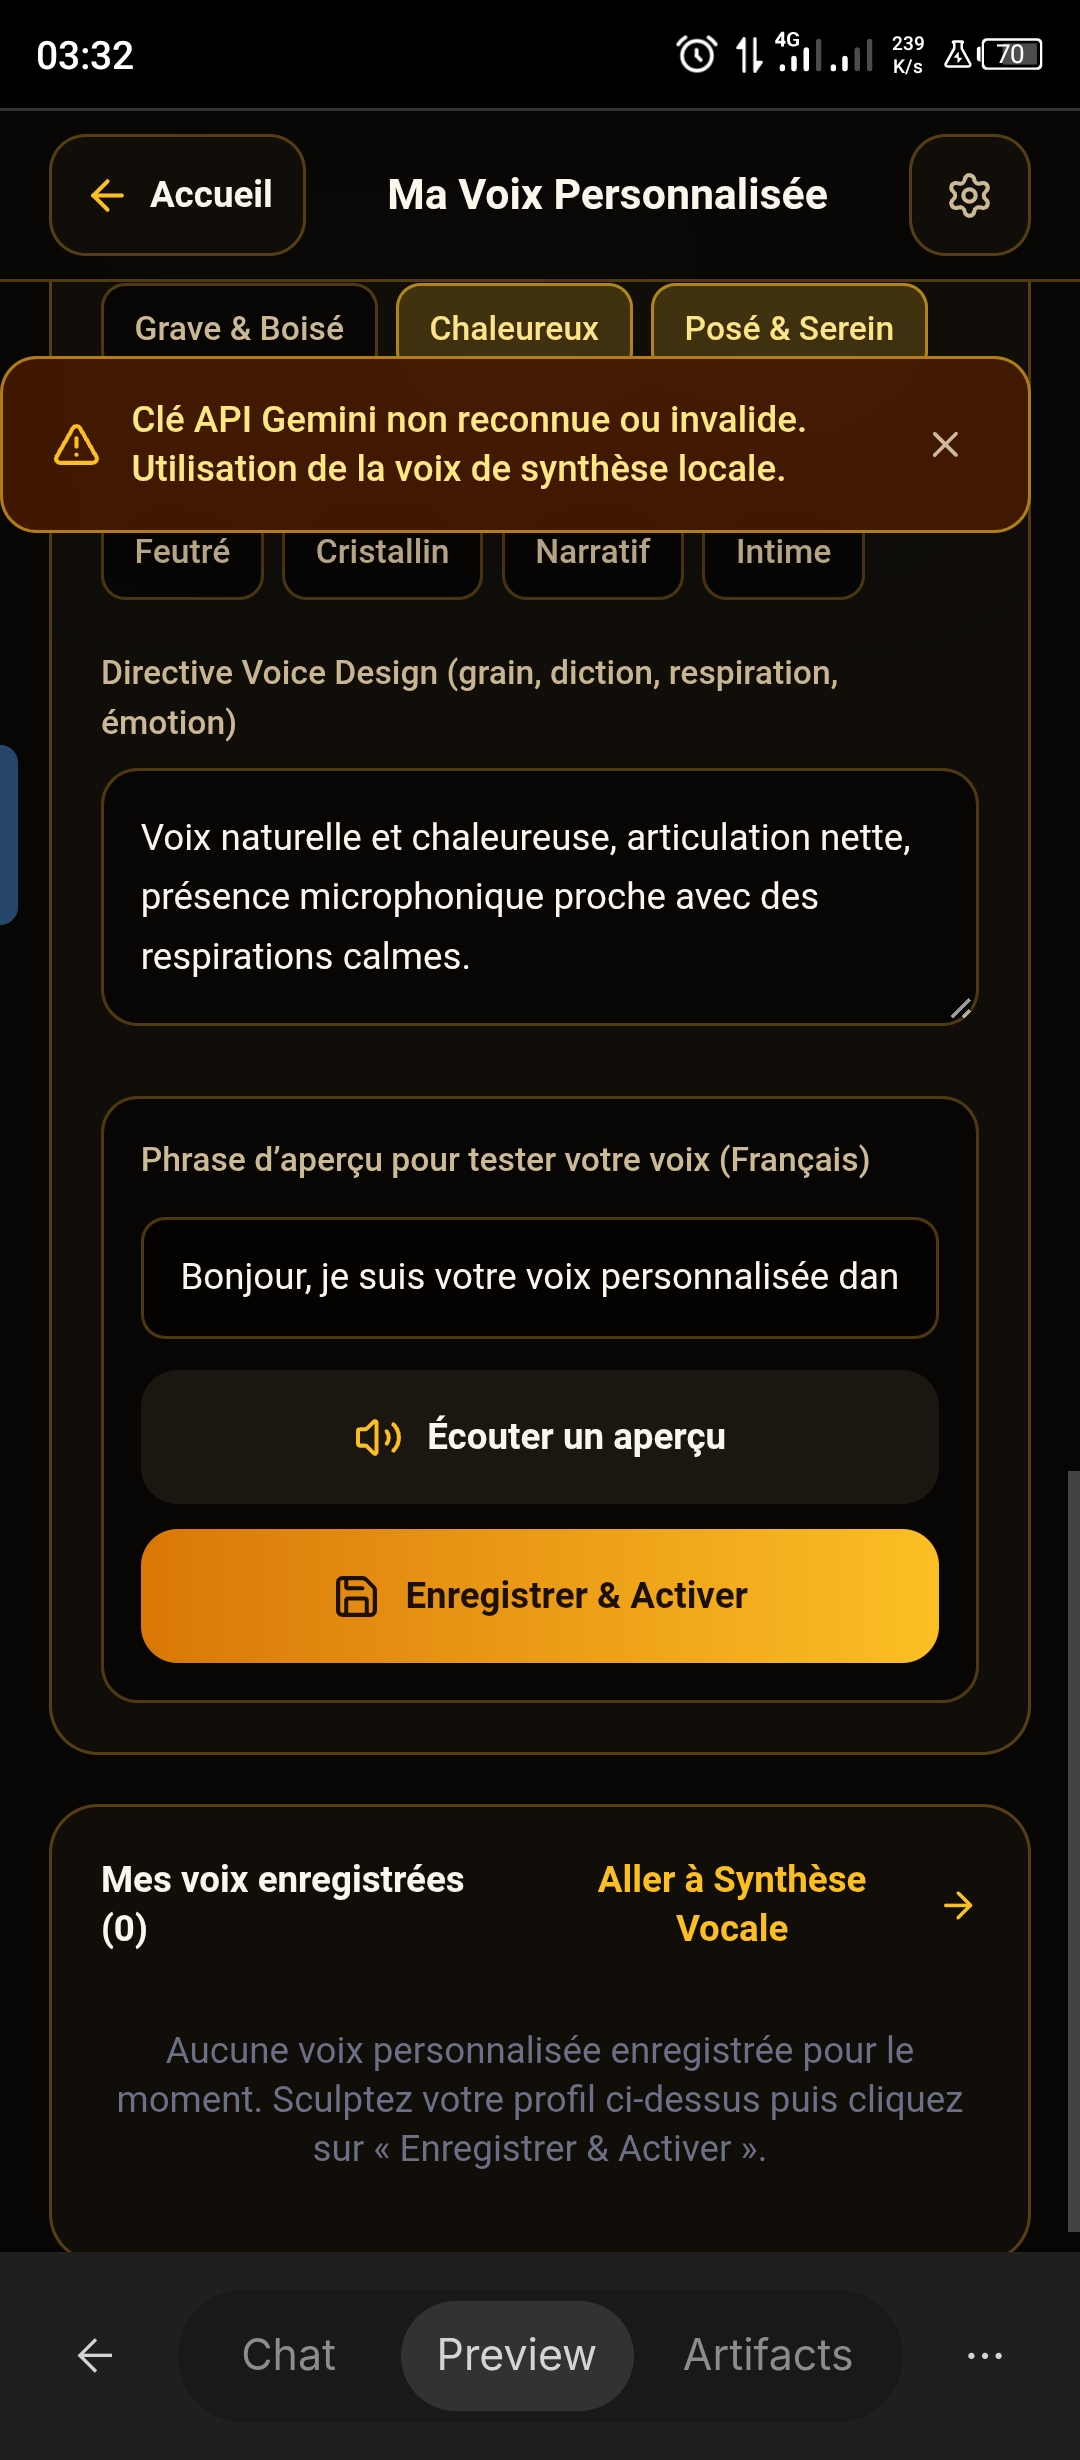 03:32
4G
239
K/s
70
Accueil
Ma Voix Personnalisée
Grave & Boisé
Chaleureux
Posé & Serein
Clé API Gemini non reconnue ou invalide.
Utilisation de la voix de synthèse locale.
Feutré
Cristallin
Narratif
Intime
Directive Voice Design (grain, diction, respiration,
émotion)
Voix naturelle et chaleureuse, articulation nette,
présence microphonique proche avec des
respirations calmes.
Phrase d’aperçu pour tester votre voix (Français)
Bonjour, je suis votre voix personnalisée dan
Écouter un aperçu
Enregistrer & Activer
Mes voix enregistrées
(0)
Aller à Synthèse
Vocale
Aucune voix personnalisée enregistrée pour le
moment. Sculptez votre profil ci-dessus puis cliquez
sur « Enregistrer & Activer ».
Chat
Preview
Artifacts